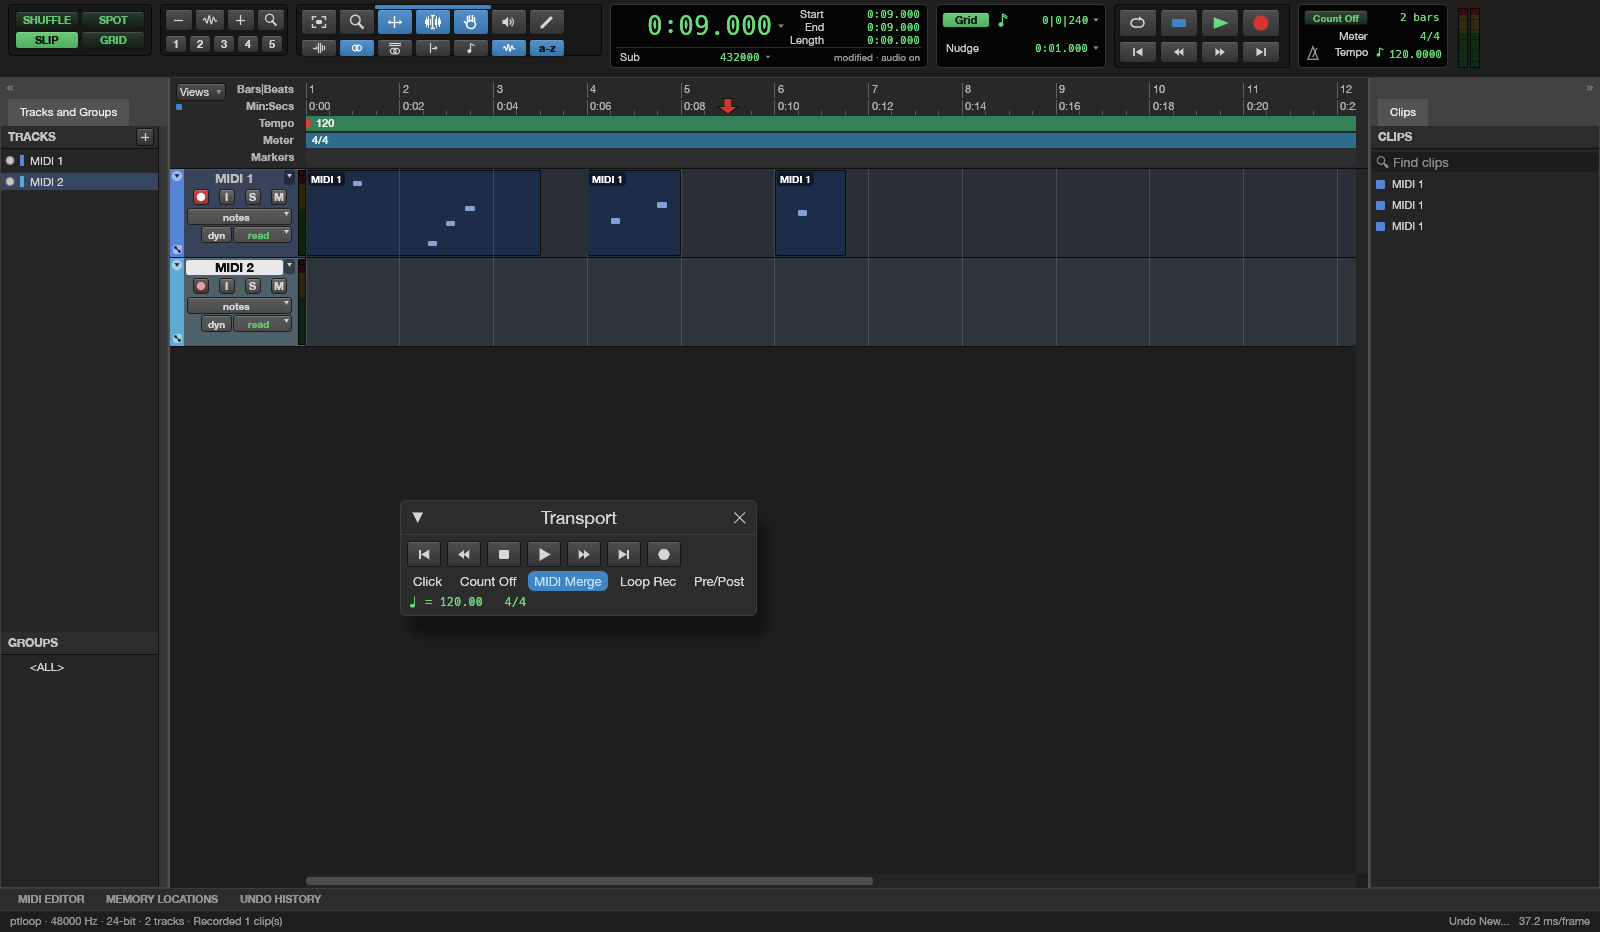 SHUFFLE SPOT
SLIP GRID
1 2 3 4 5
a-z
0:09.000
Start 0:09.000
End 0:09.000
Length 0:00.000
Sub 432000 modified · audio on
Grid 0|0|240
Nudge 0:01.000
Count Off 2 bars
Meter 4/4
Tempo 120.0000
Tracks and Groups
TRACKS
+
MIDI 1
MIDI 2
GROUPS
<ALL>
Views
Bars|Beats 1 2 3 4 5 6 7 8 9 10 11 12
Min:Secs 0:00 0:02 0:04 0:06 0:08 0:10 0:12 0:14 0:16 0:18 0:20 0:2
Tempo 120
Meter 4/4
Markers
MIDI 1
I S M
notes
dyn read
MIDI 1 MIDI 1 MIDI 1
MIDI 2
I S M
notes
dyn read
Transport
Click Count Off MIDI Merge Loop Rec Pre/Post
♩ = 120.00 4/4
Clips
CLIPS
Find clips
MIDI 1
MIDI 1
MIDI 1
MIDI EDITOR MEMORY LOCATIONS UNDO HISTORY
ptloop · 48000 Hz · 24-bit · 2 tracks · Recorded 1 clip(s)
Undo New... 37.2 ms/frame